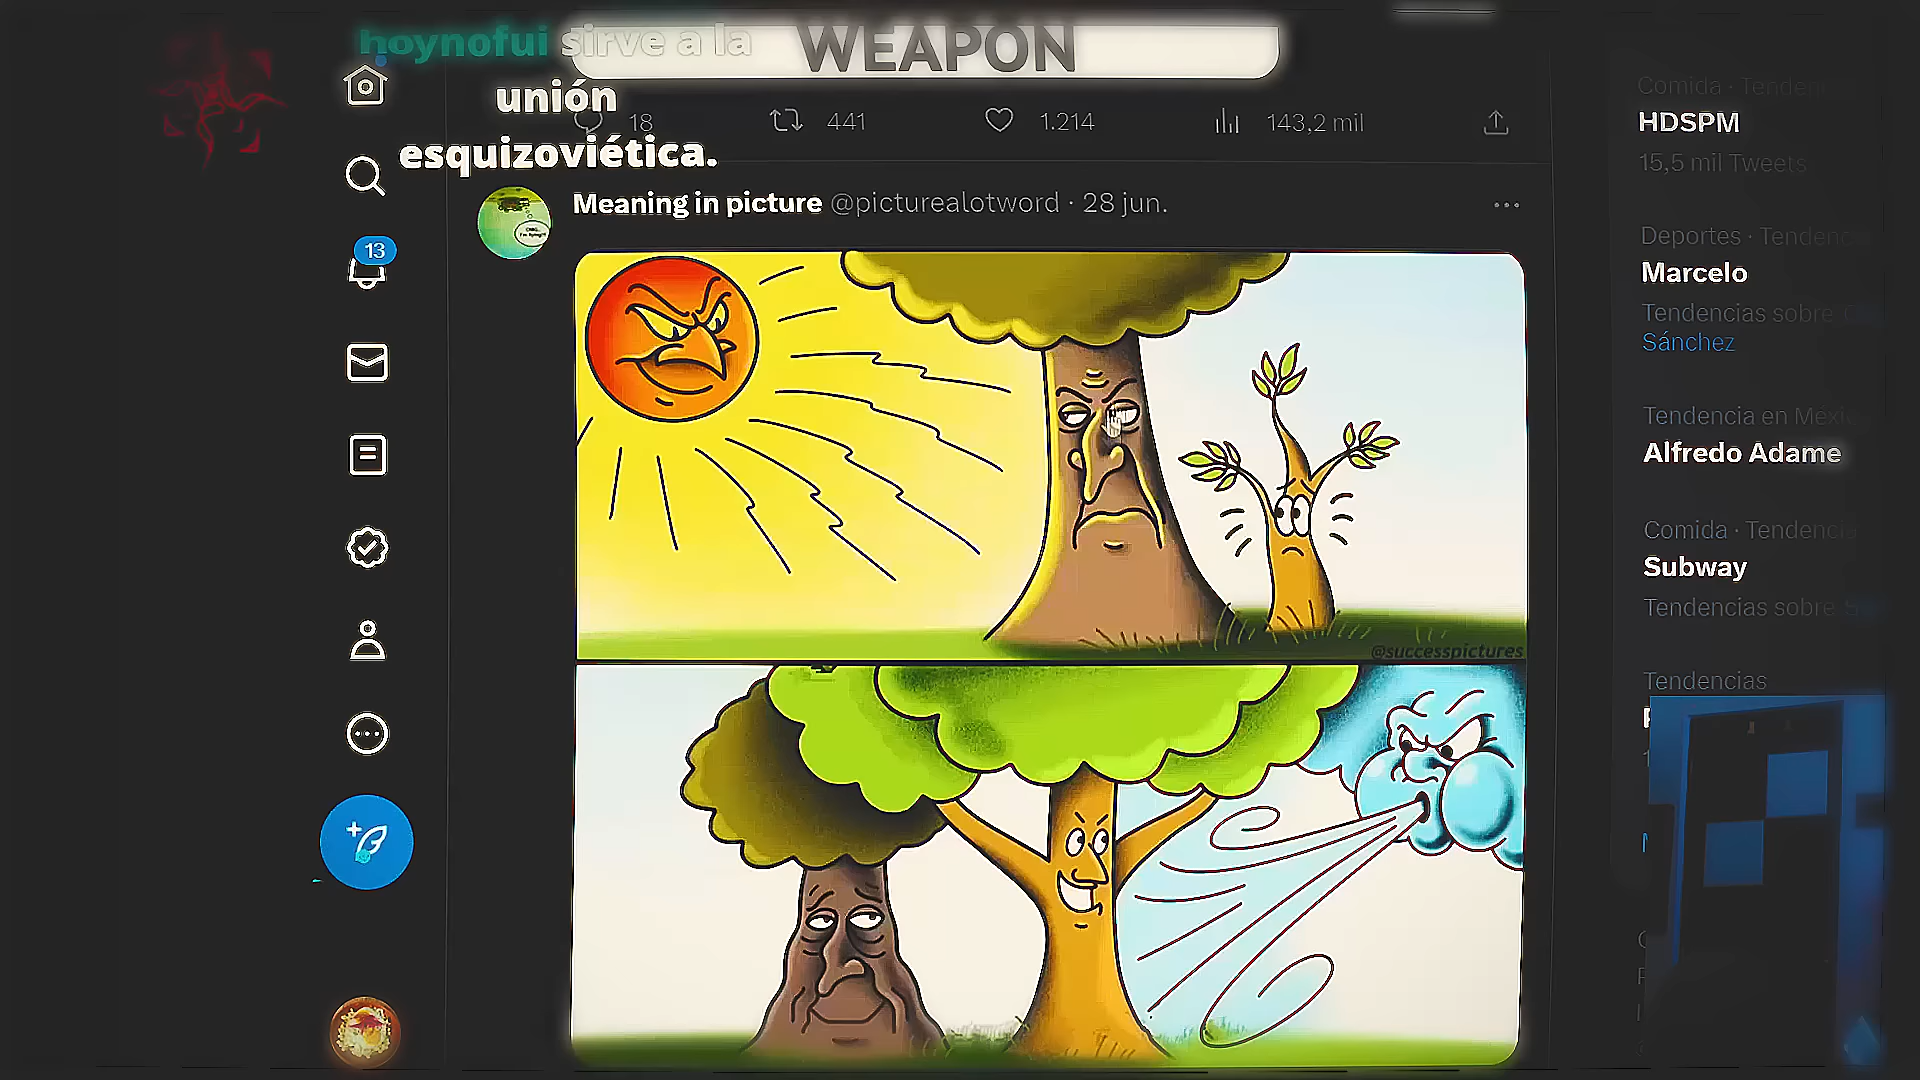 hoynofui sirve a la
unión
esquizoviética.
WEAPON
18 441 1.214 143,2 mil
Meaning in picture @picturealotword · 28 jun.
13
@successpictures
Comida ·
HDSPM
15,5 mil Tweets
Deportes ·
Marcelo
Tendencias sobre
Sánchez
Tendencia en
Alfredo Adame
Comida ·
Subway
Tendencias sobre
Tendencias